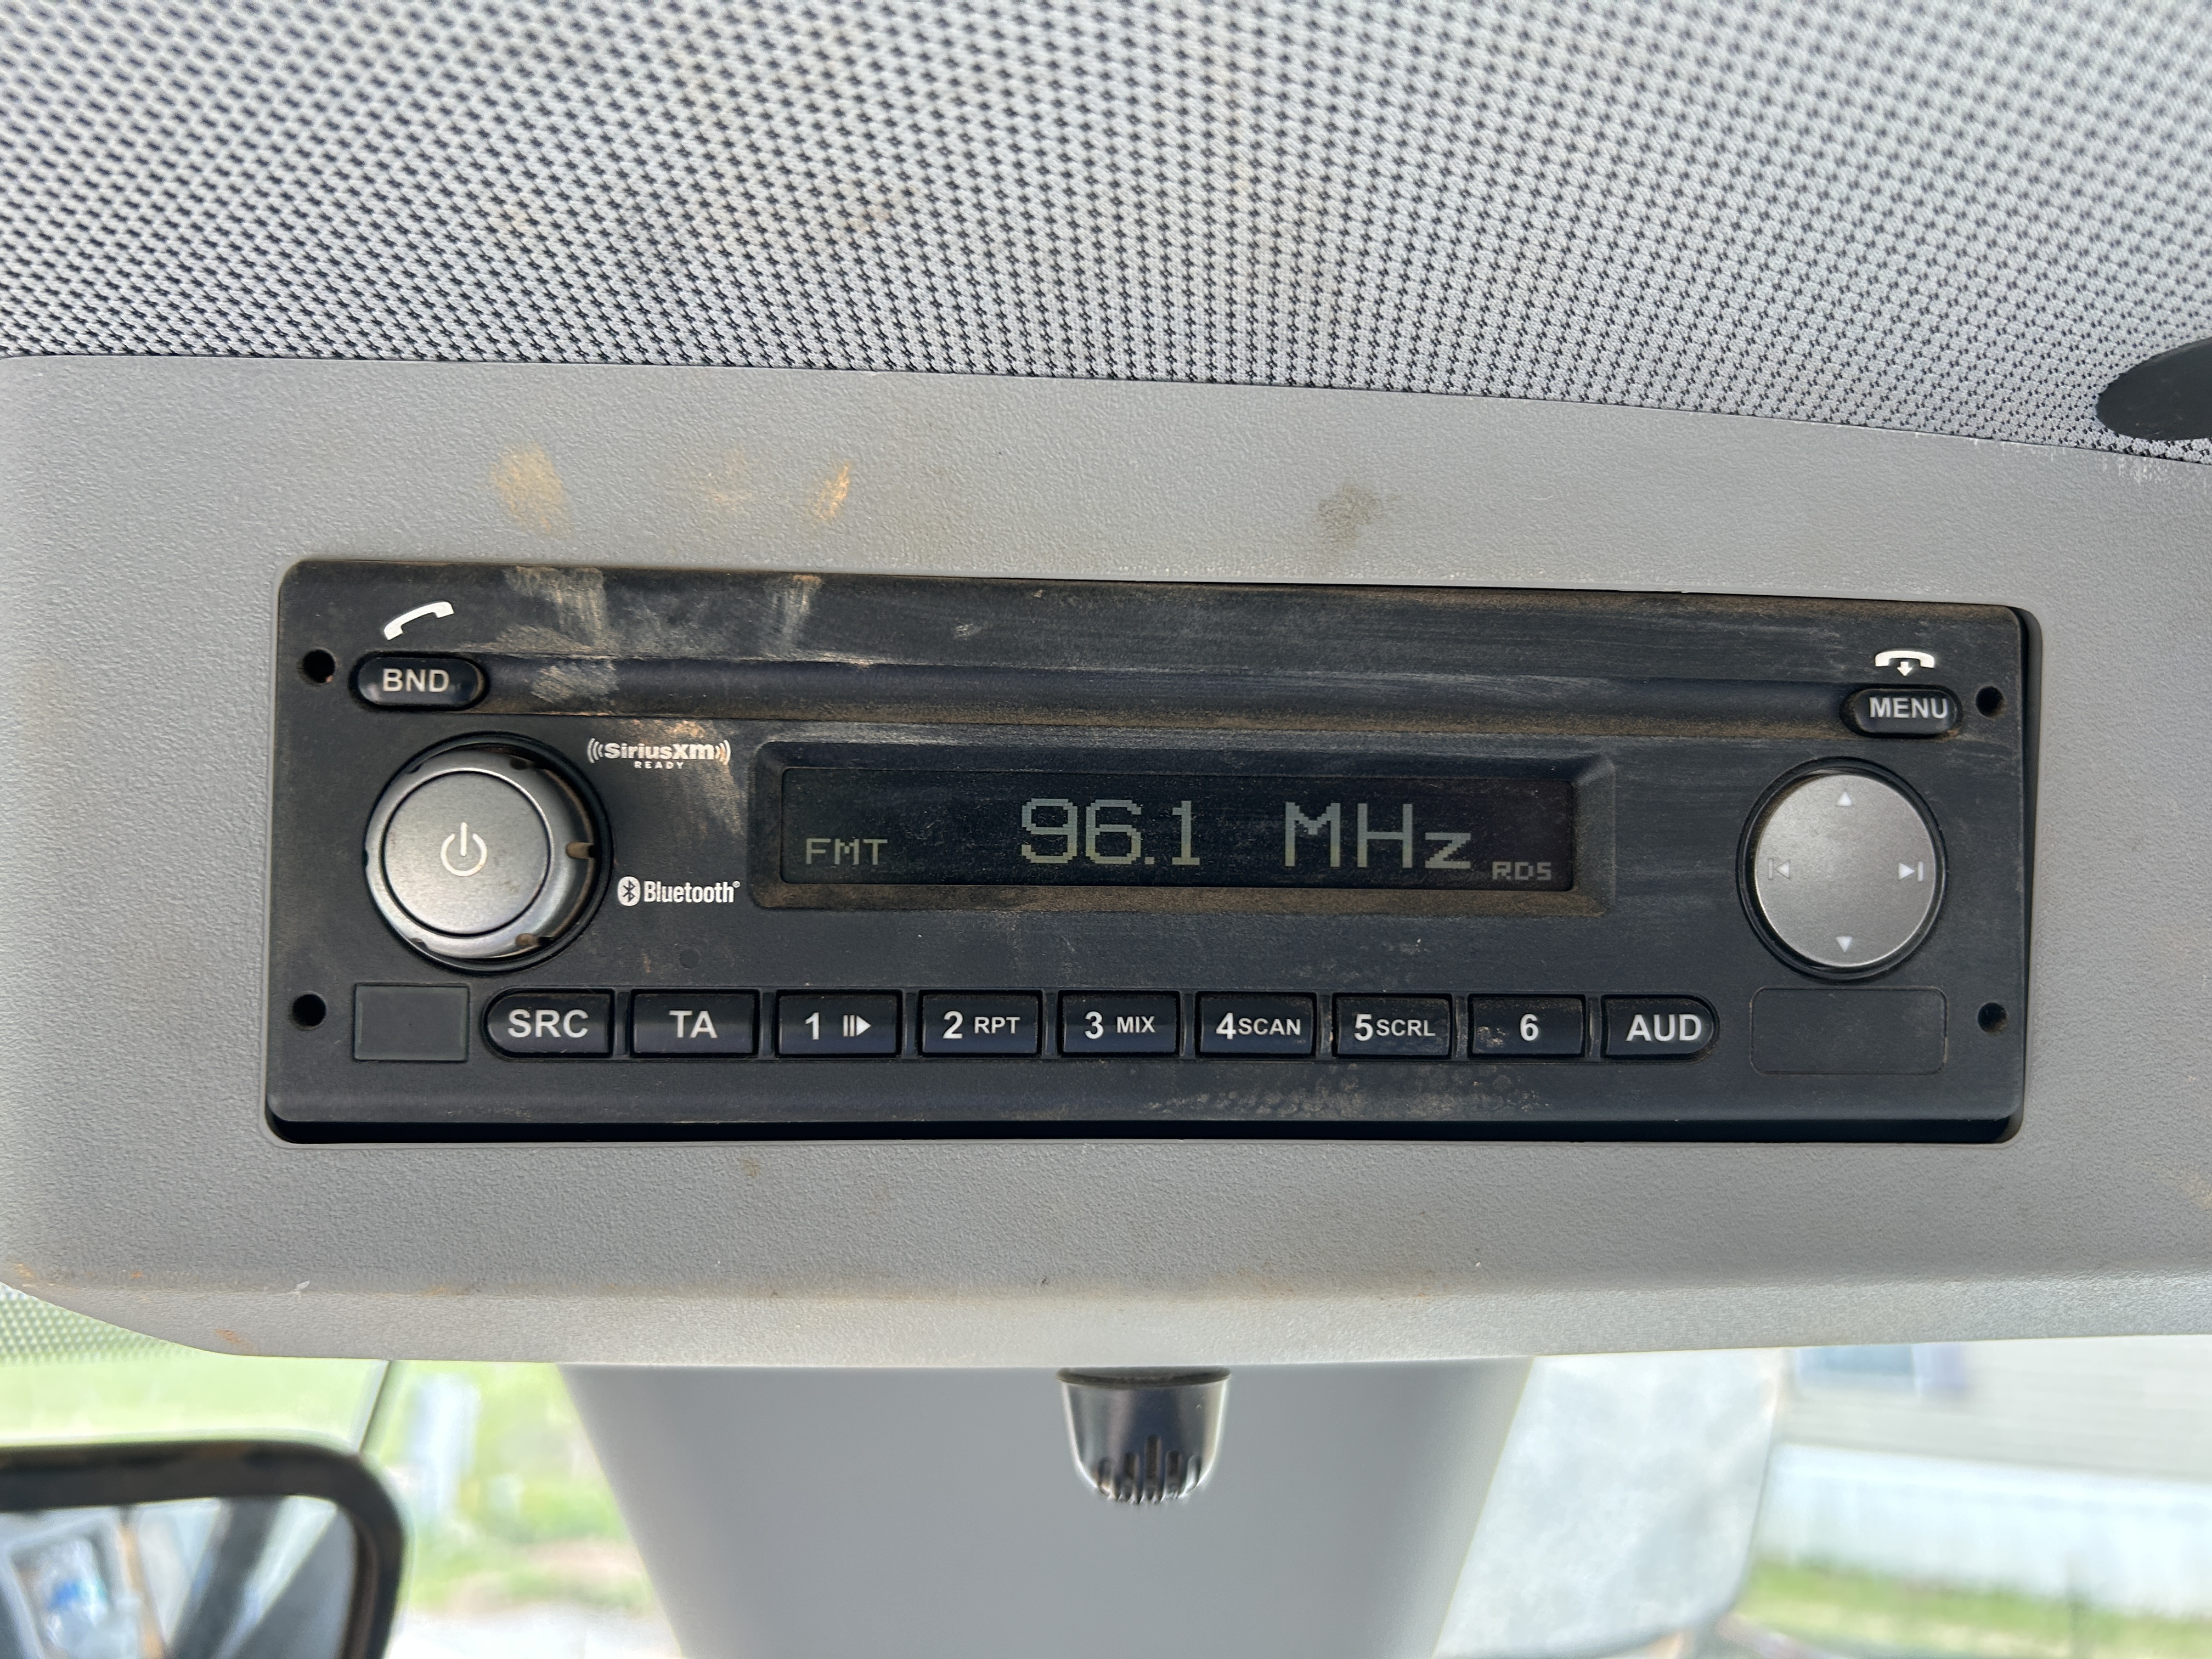 BND
MENU
SiriusXM
READY
FMT 96.1 MHz RDS
Bluetooth®
SRC TA 1 2 RPT 3 MIX 4 SCAN 5 SCRL 6 AUD